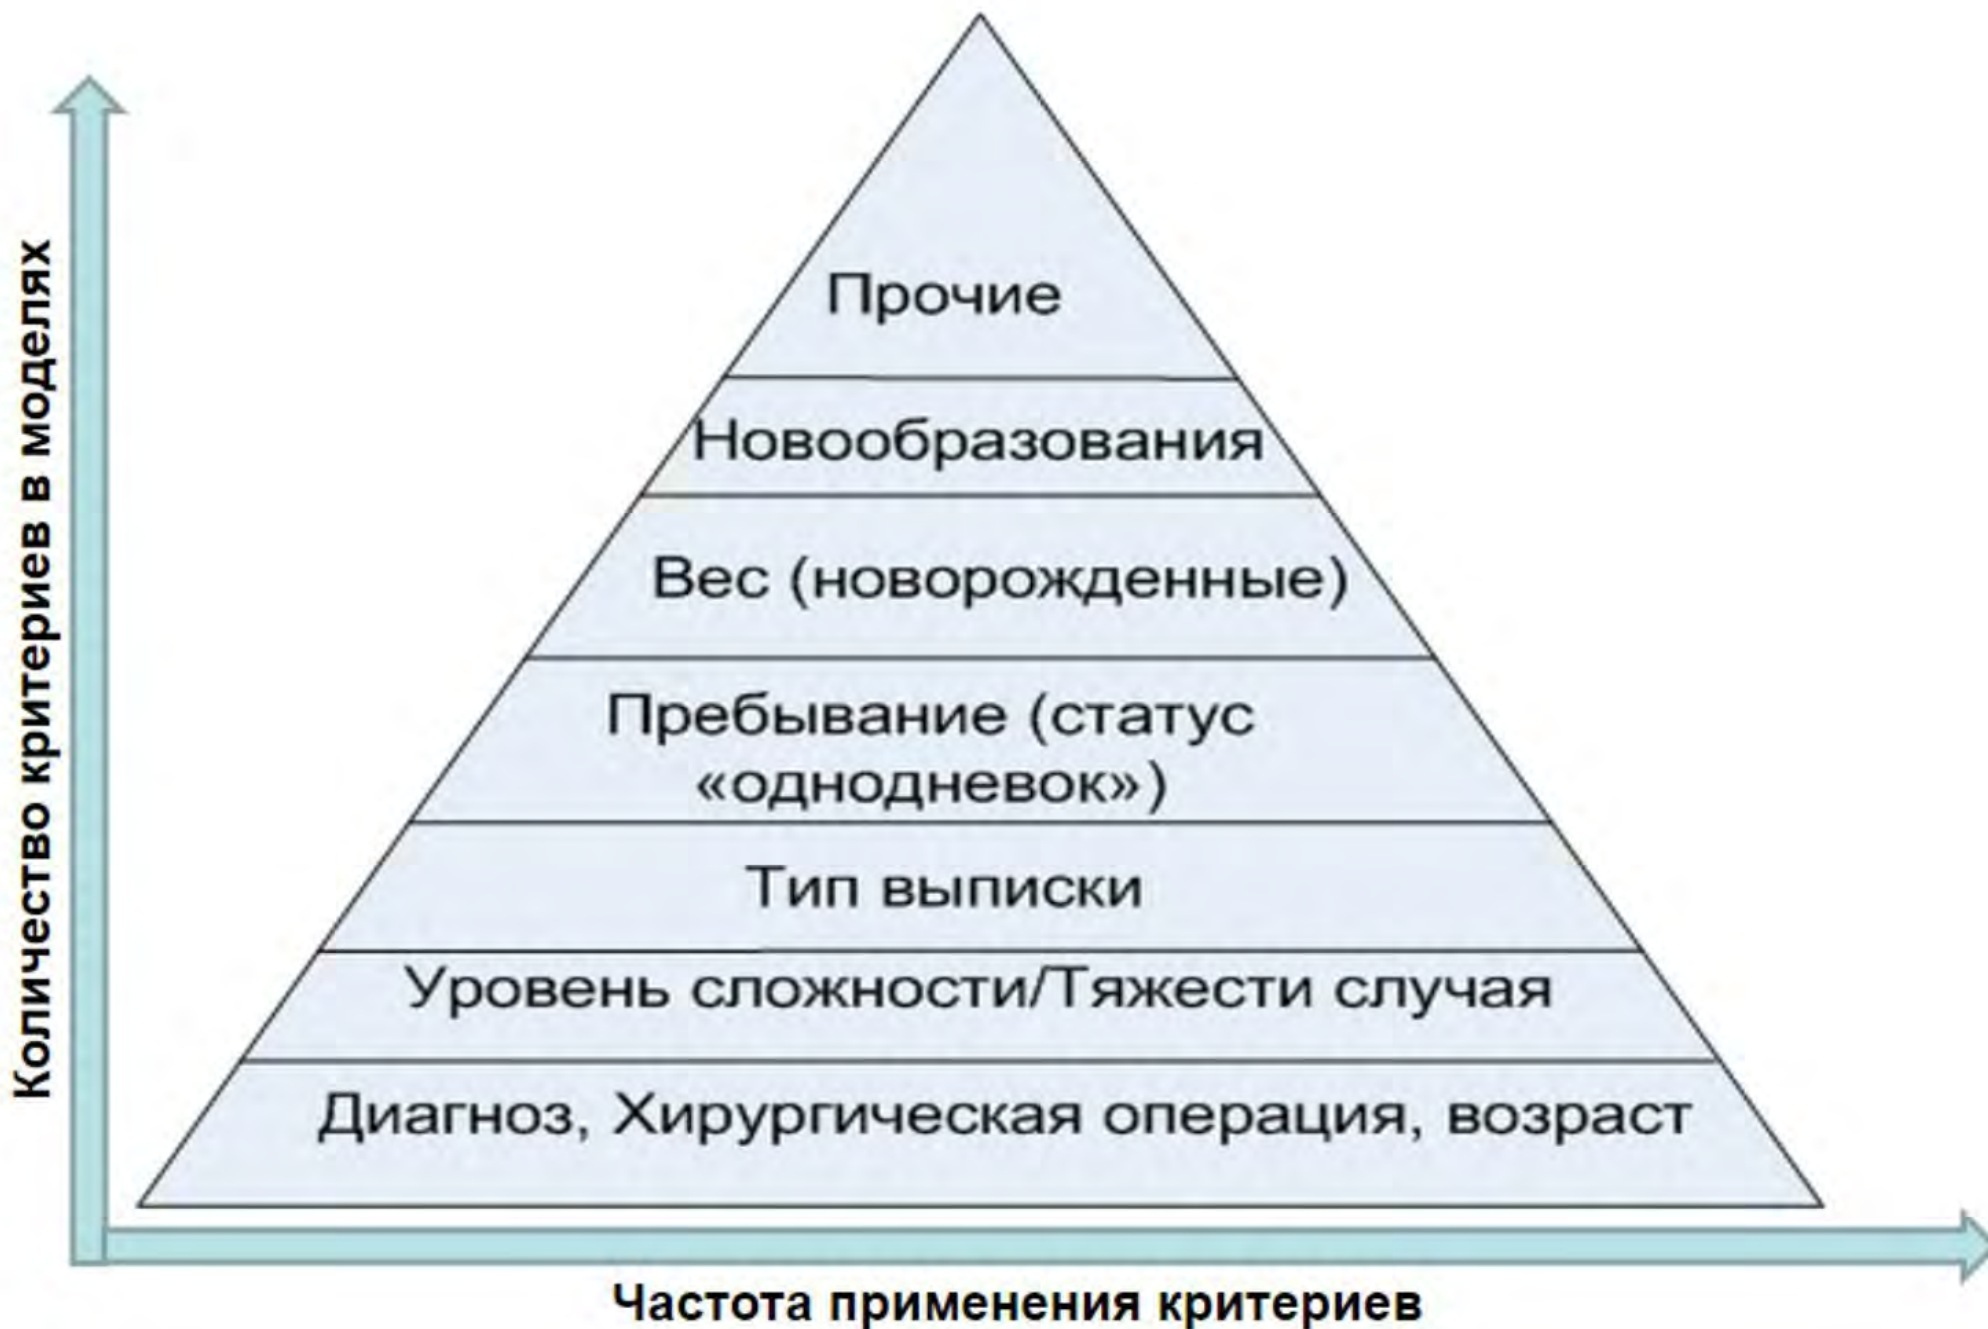 Количество критериев в моделях
Прочие
Новообразования
Вес (новорожденные)
Пребывание (статус
«однодневок»)
Тип выписки
Уровень сложности/Тяжести случая
Диагноз, Хирургическая операция, возраст
Частота применения критериев